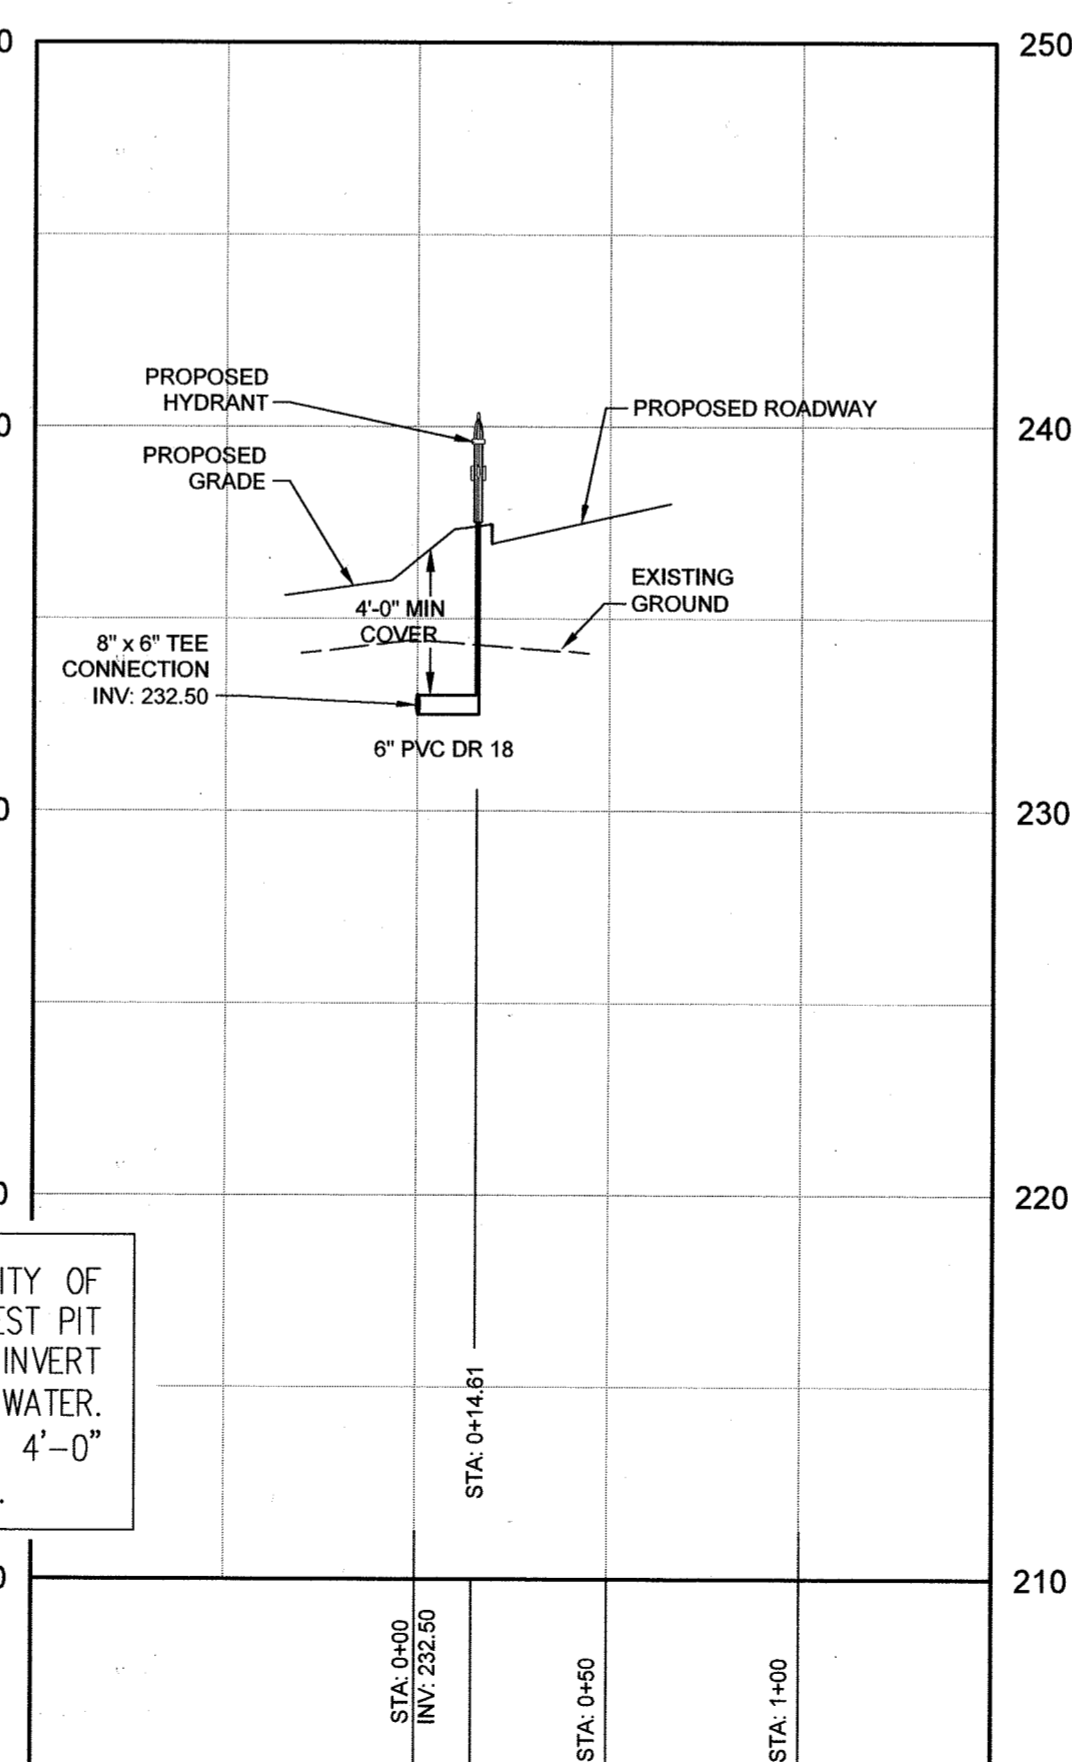 250
PROPOSED
HYDRANT
PROPOSED ROADWAY
240
PROPOSED
GRADE
EXISTING
GROUND
4'-0" MIN
COVER
8" x 6" TEE
CONNECTION
INV: 232.50
6" PVC DR 18
230
220
ITY OF
EST PIT
INVERT
WATER.
4'-0"
STA: 0+14.61
210
STA: 0+00
INV: 232.50
STA: 0+50
STA: 1+00